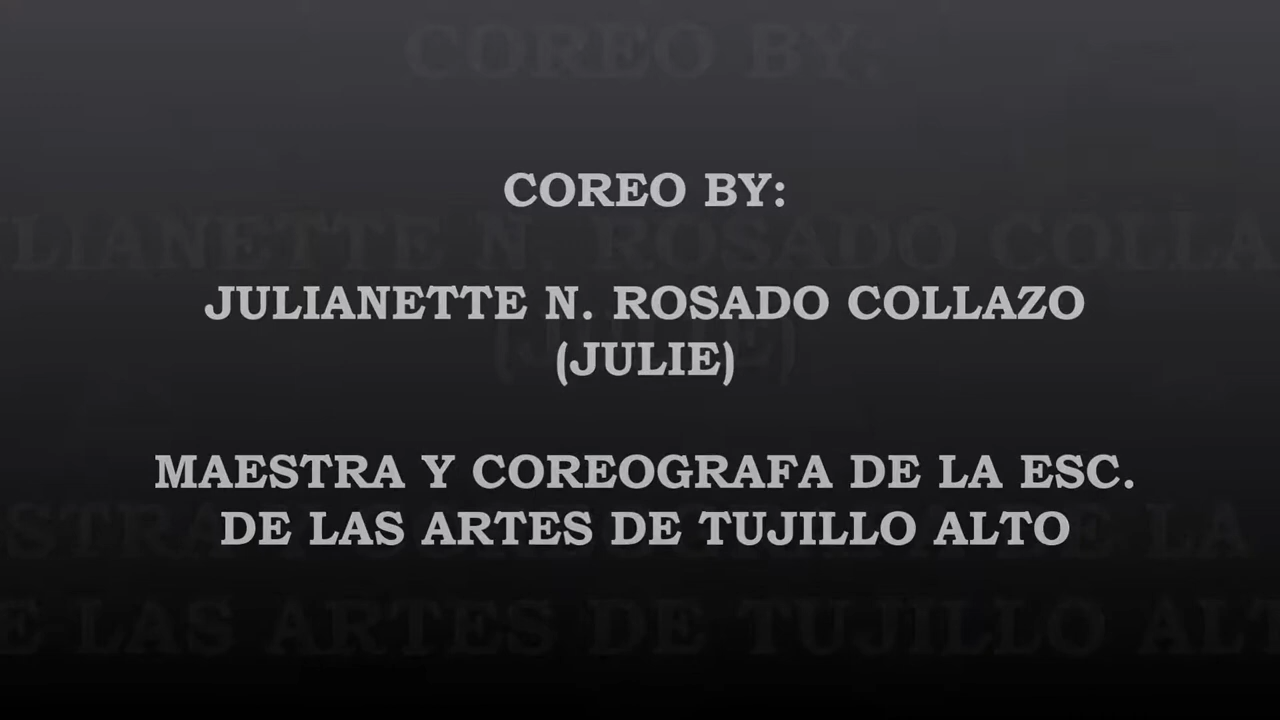 COREO BY:
JULIANETTE N. ROSADO COLLAZO
(JULIE)
MAESTRA Y COREOGRAFA DE LA ESC.
DE LAS ARTES DE TUJILLO ALTO